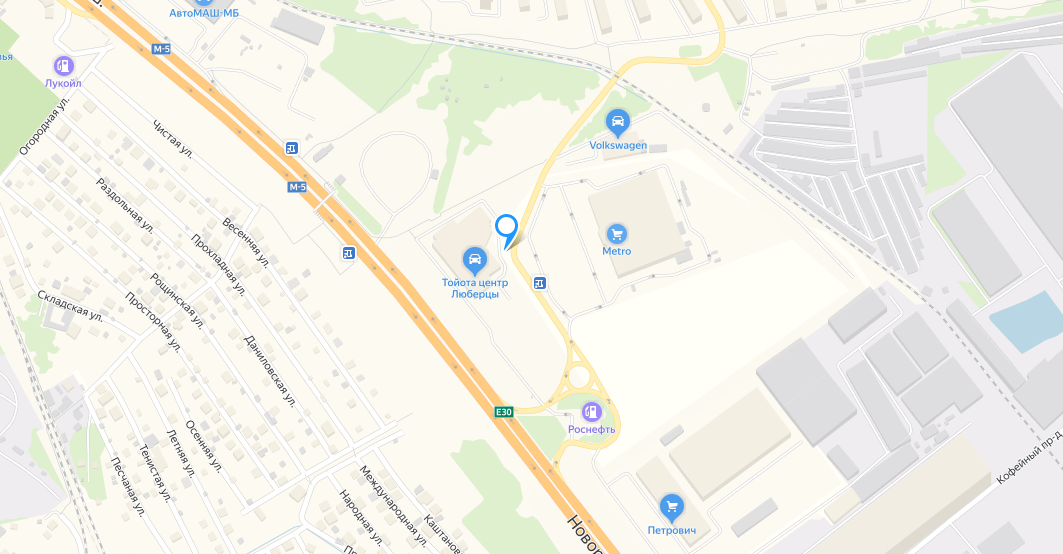 АвтоМАШ-МБ
М-5
Лукойл
Огородная ул.
Чистая ул.
Volkswagen
М-5
Раздольная ул.
Весенняя ул.
Прохладная ул.
Metro
Тойота центр
Люберцы
Рощинская ул.
Складская ул.
Просторная ул.
Даниловская ул.
E30
Роснефть
Осенняя ул.
Летняя ул.
Тенистая ул.
Песчаная ул.
Международная ул.
Народная ул.
Каштанов
Новор
Петрович
Кофейный пр-д